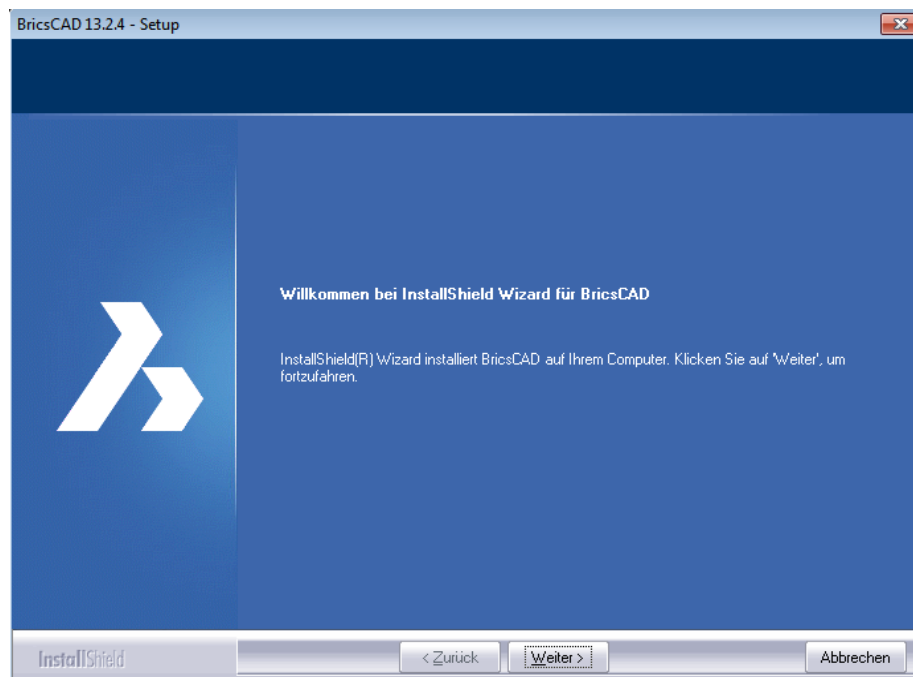 BricsCAD 13.2.4 - Setup
Willkommen bei InstallShield Wizard für BricsCAD
InstallShield(R) Wizard installiert BricsCAD auf Ihrem Computer. Klicken Sie auf 'Weiter', um
fortzufahren.
InstallShield
< Zurück Weiter > Abbrechen